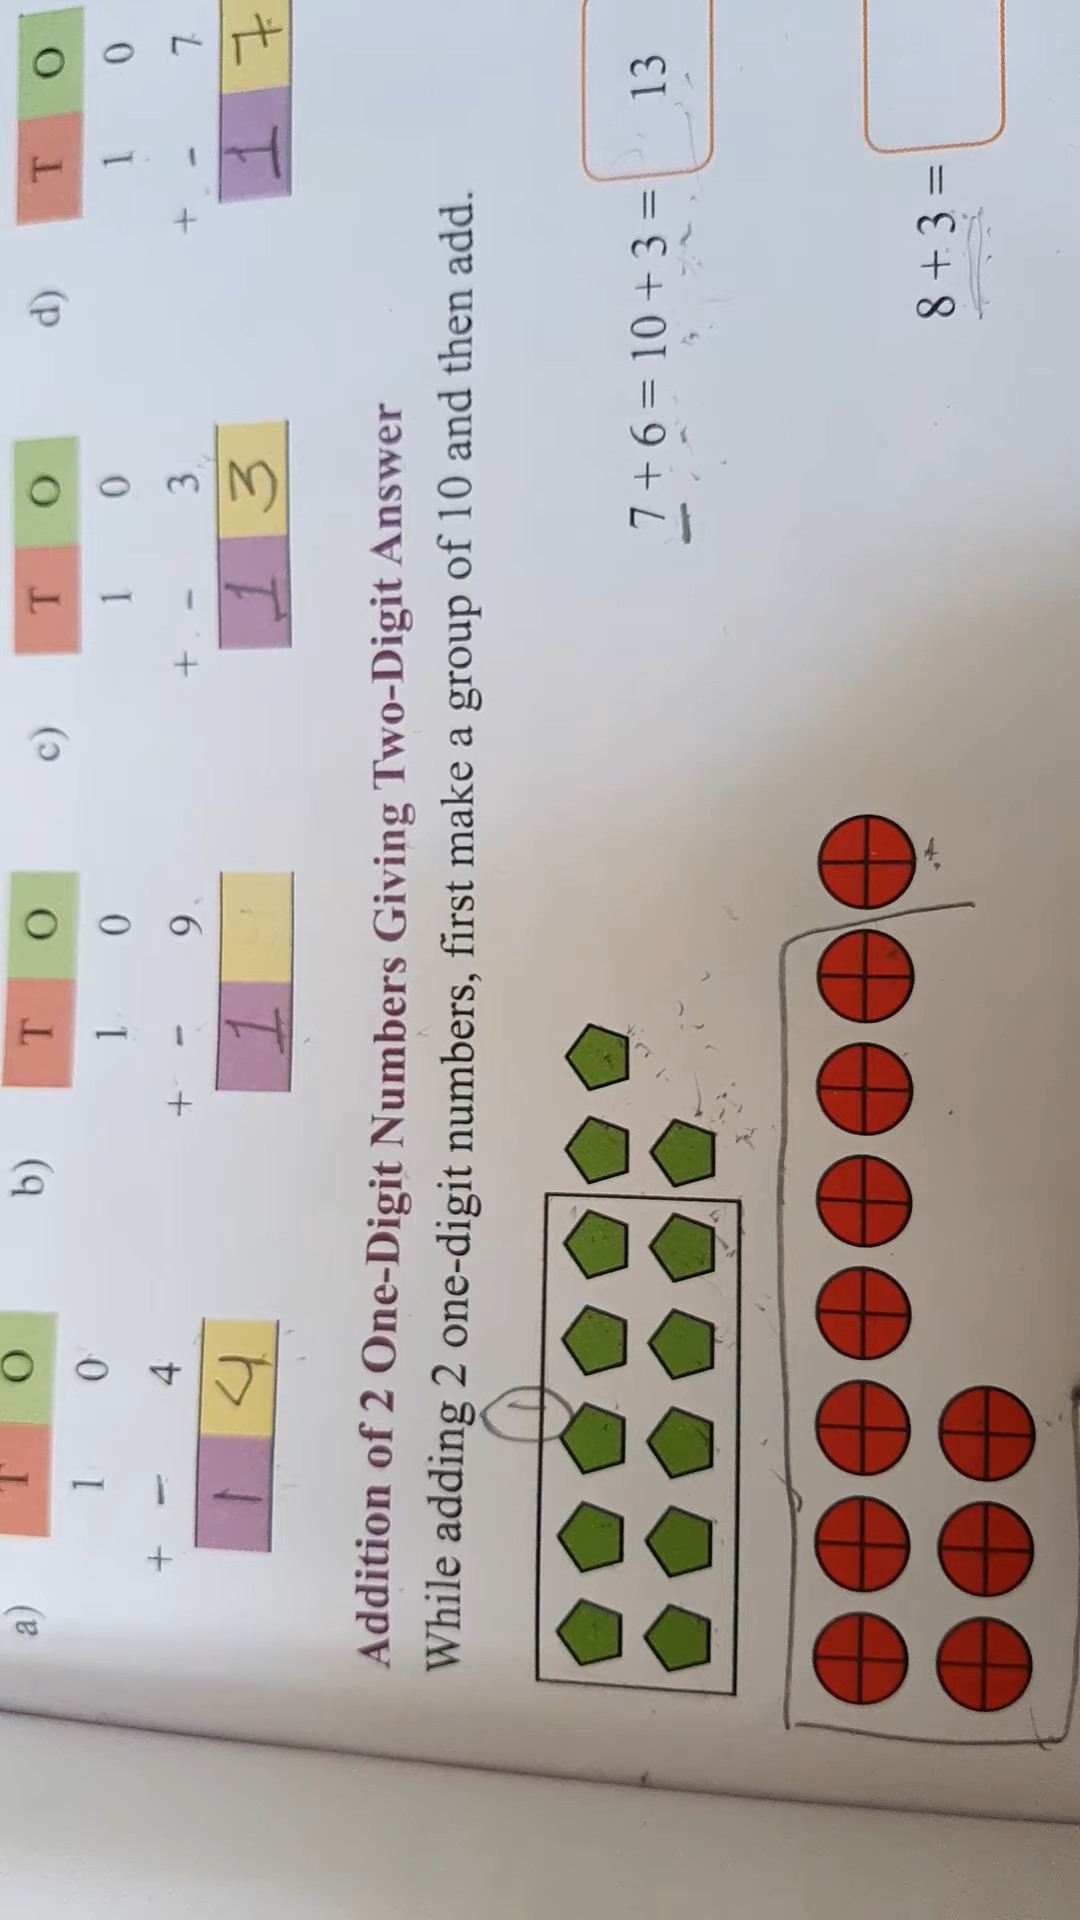 a) b) c) d)
T O T O T O T O
1 0 1 0 1 0 1 0
+ - 4 + - 9 + - 3 + - 7
1 4 1 1 3 1 7
Addition of 2 One-Digit Numbers Giving Two-Digit Answer
While adding 2 one-digit numbers, first make a group of 10 and then add.
7 + 6 = 10 + 3 = 13
8 + 3 =